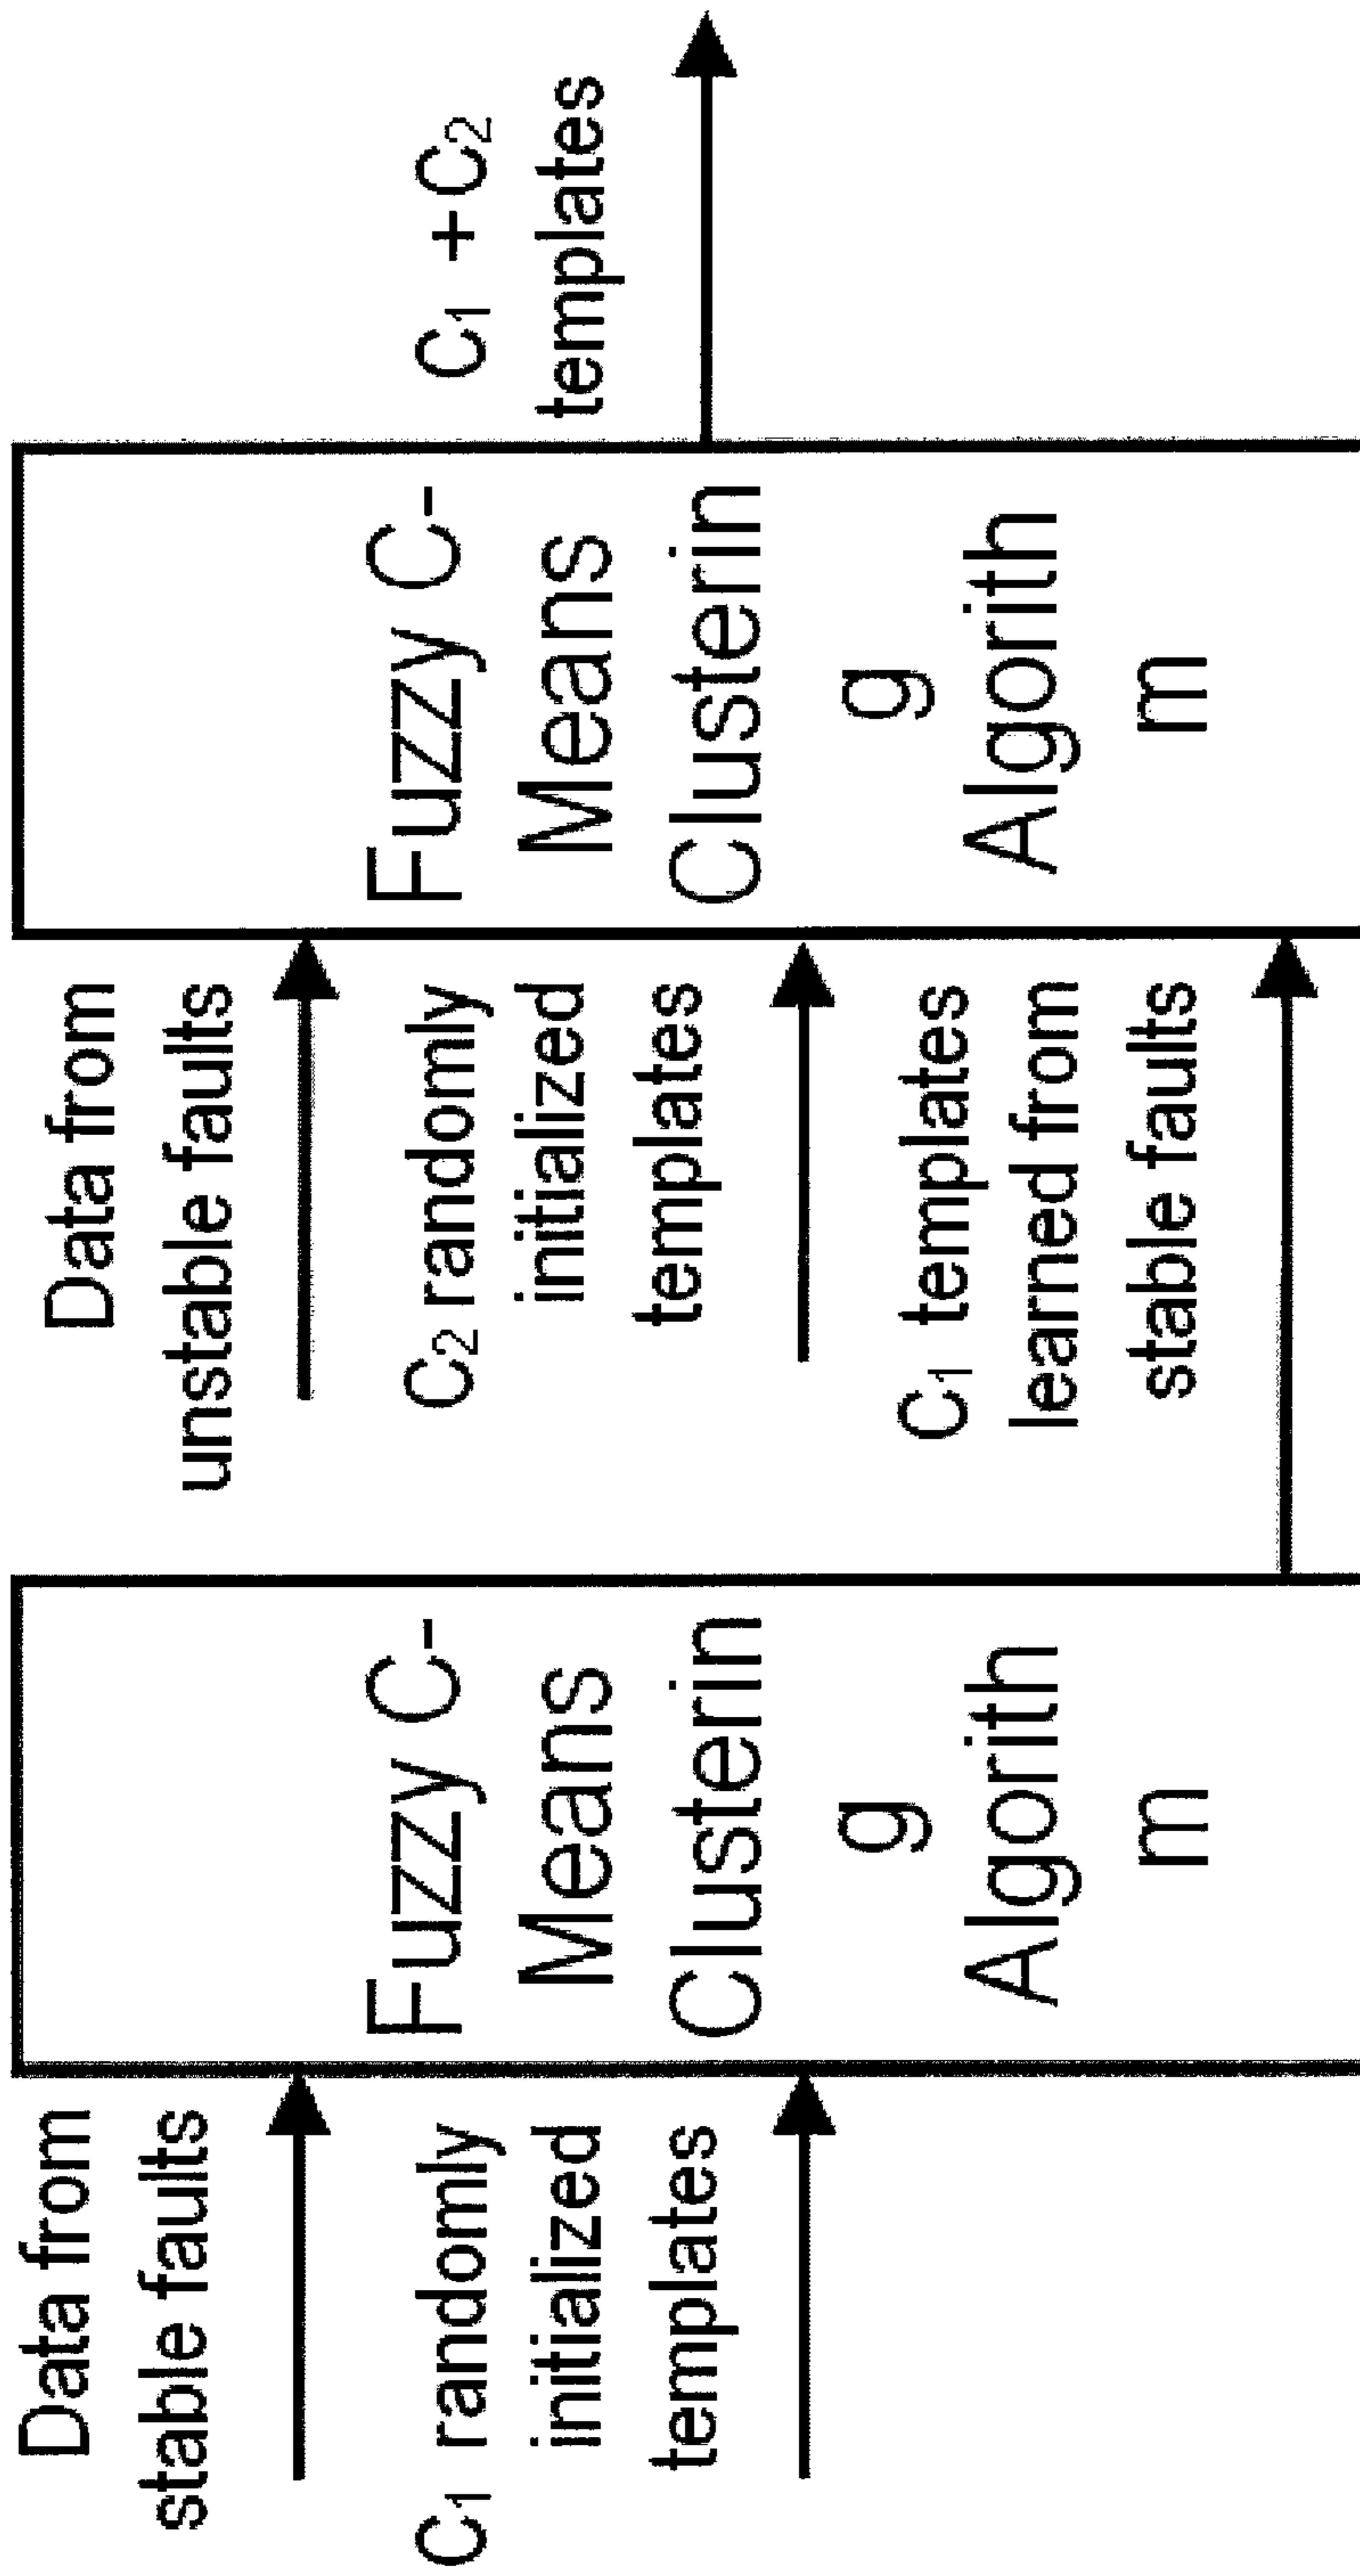 Data from
stable faults
C₁ randomly
initialized
templates
Fuzzy C-
Means
Clusterin
g
Algorith
m
Data from
unstable faults
C₂ randomly
initialized
templates
C₁ templates
learned from
stable faults
Fuzzy C-
Means
Clusterin
g
Algorith
m
C₁ + C₂
templates